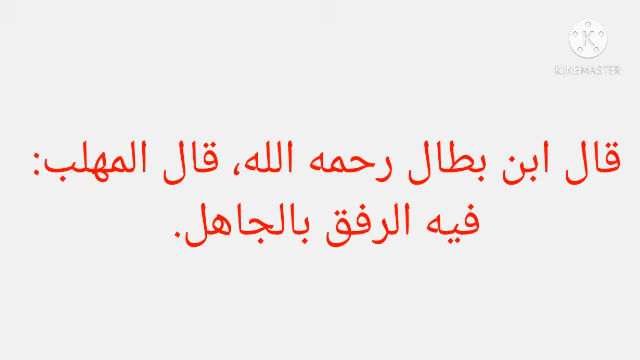 KINEMASTER
قال ابن بطال رحمه الله، قال المهلب:
فيه الرفق بالجاهل.